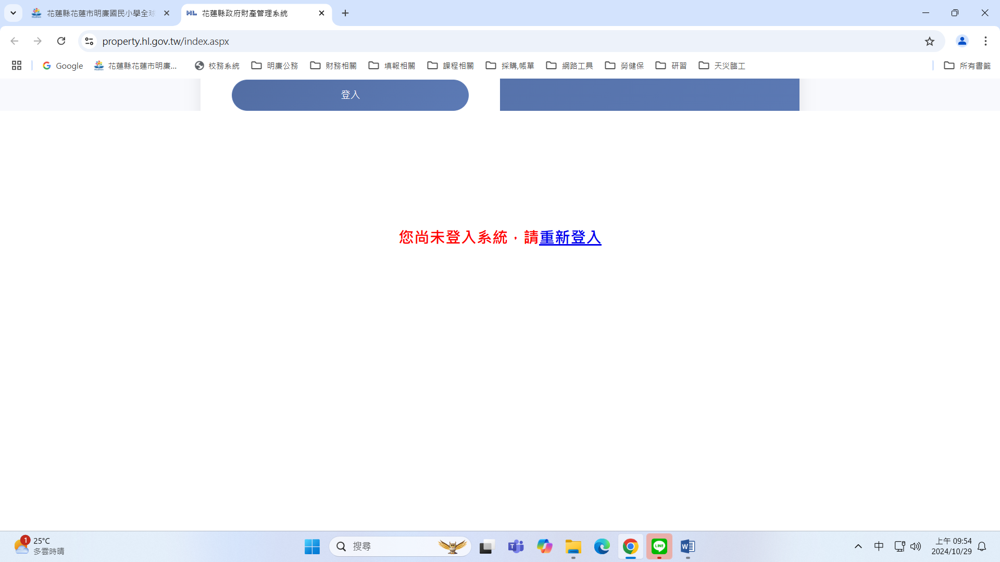 花蓮縣花蓮市明廉國民小學全球
花蓮縣政府財產管理系統
property.hl.gov.tw/index.aspx
Google
花蓮縣花蓮市明廉...
校務系統
明廉公務
財務相關
填報相關
課程相關
採購,帳單
網路工具
勞健保
研習
天災臨工
所有書籤
登入
您尚未登入系統，請重新登入
1
25°C
多雲時晴
搜尋
LINE
中
上午 09:54
2024/10/29